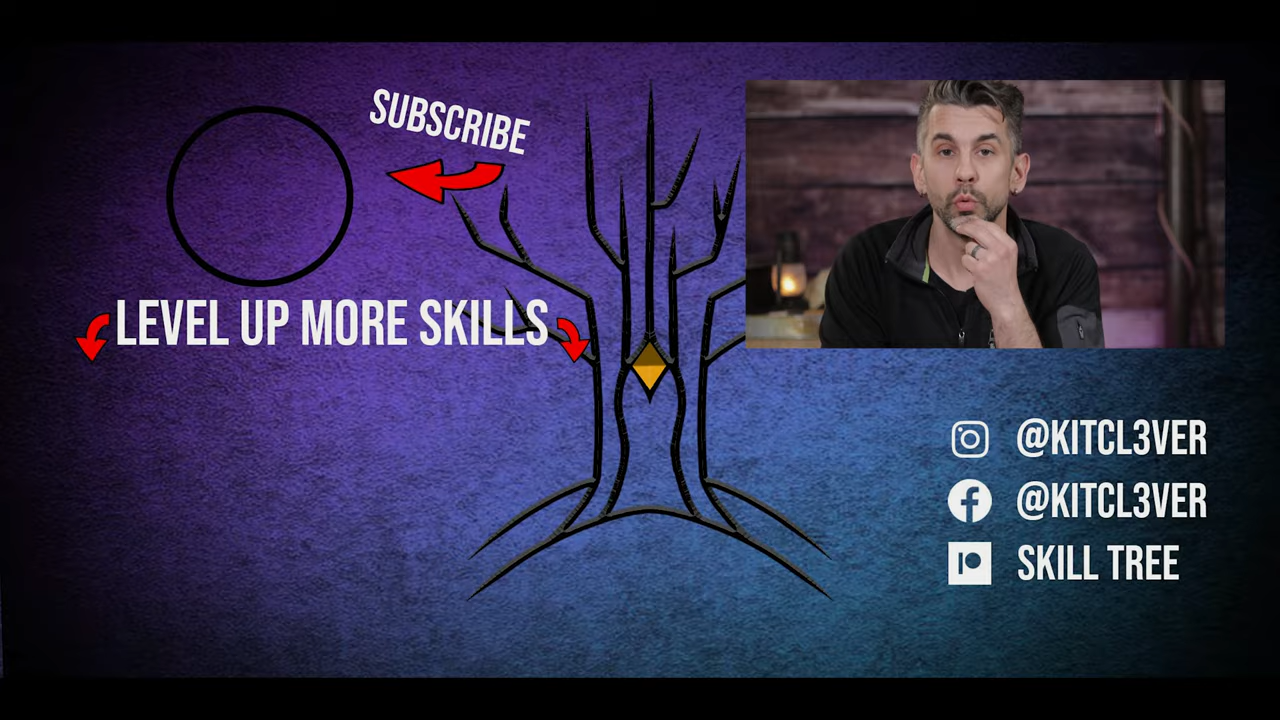 SUBSCRIBE
LEVEL UP MORE SKILLS
@KITCL3VER
@KITCL3VER
SKILL TREE